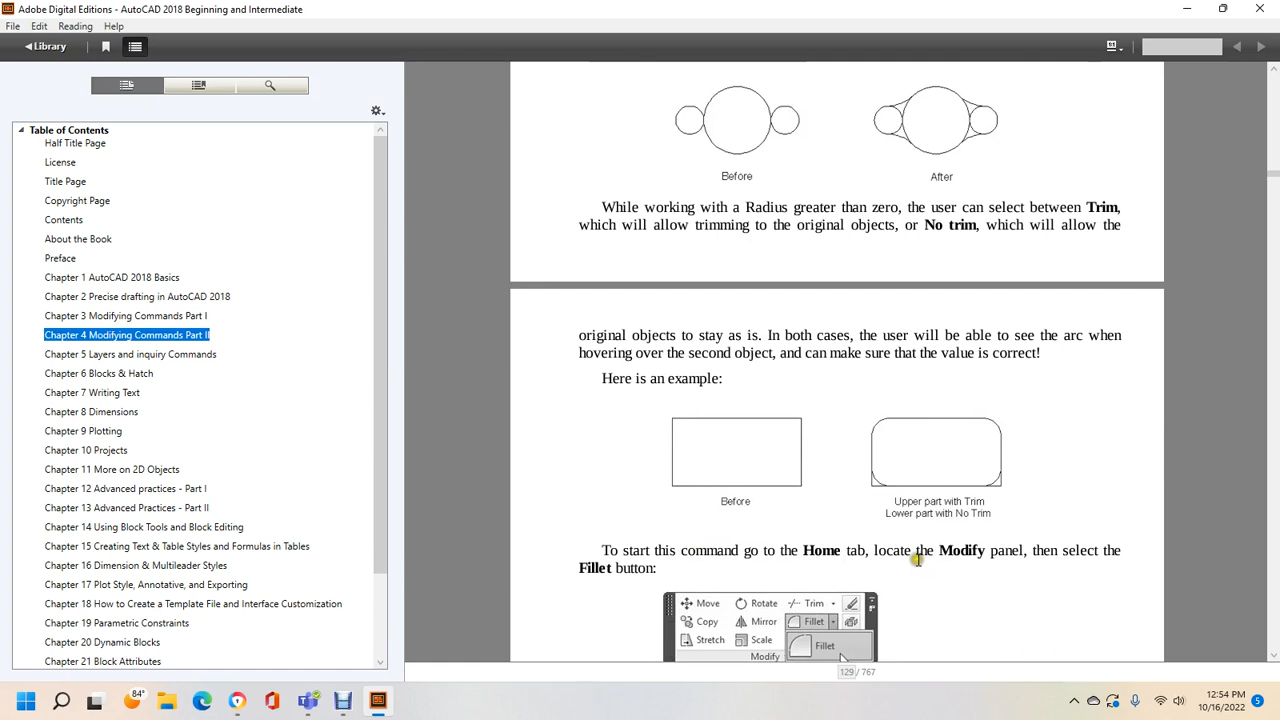 Adobe Digital Editions - AutoCAD 2018 Beginning and Intermediate
File Edit Reading Help
Library
Table of Contents
Half Title Page
License
Title Page
Copyright Page
Contents
About the Book
Preface
Chapter 1 AutoCAD 2018 Basics
Chapter 2 Precise drafting in AutoCAD 2018
Chapter 3 Modifying Commands Part I
Chapter 4 Modifying Commands Part II
Chapter 5 Layers and inquiry Commands
Chapter 6 Blocks & Hatch
Chapter 7 Writing Text
Chapter 8 Dimensions
Chapter 9 Plotting
Chapter 10 Projects
Chapter 11 More on 2D Objects
Chapter 12 Advanced practices - Part I
Chapter 13 Advanced Practices - Part II
Chapter 14 Using Block Tools and Block Editing
Chapter 15 Creating Text & Table Styles and Formulas in Tables
Chapter 16 Dimension & Multileader Styles
Chapter 17 Plot Style, Annotative, and Exporting
Chapter 18 How to Create a Template File and Interface Customization
Chapter 19 Parametric Constraints
Chapter 20 Dynamic Blocks
Chapter 21 Block Attributes
Before After
While working with a Radius greater than zero, the user can select between Trim,
which will allow trimming to the original objects, or No trim, which will allow the
original objects to stay as is. In both cases, the user will be able to see the arc when
hovering over the second object, and can make sure that the value is correct!
Here is an example:
Before
Upper part with Trim
Lower part with No Trim
To start this command go to the Home tab, locate the Modify panel, then select the
Fillet button:
Move Rotate Trim
Copy Mirror Fillet
Stretch Scale Fillet
Modify
129 / 767
84°
12:54 PM
10/16/2022
5